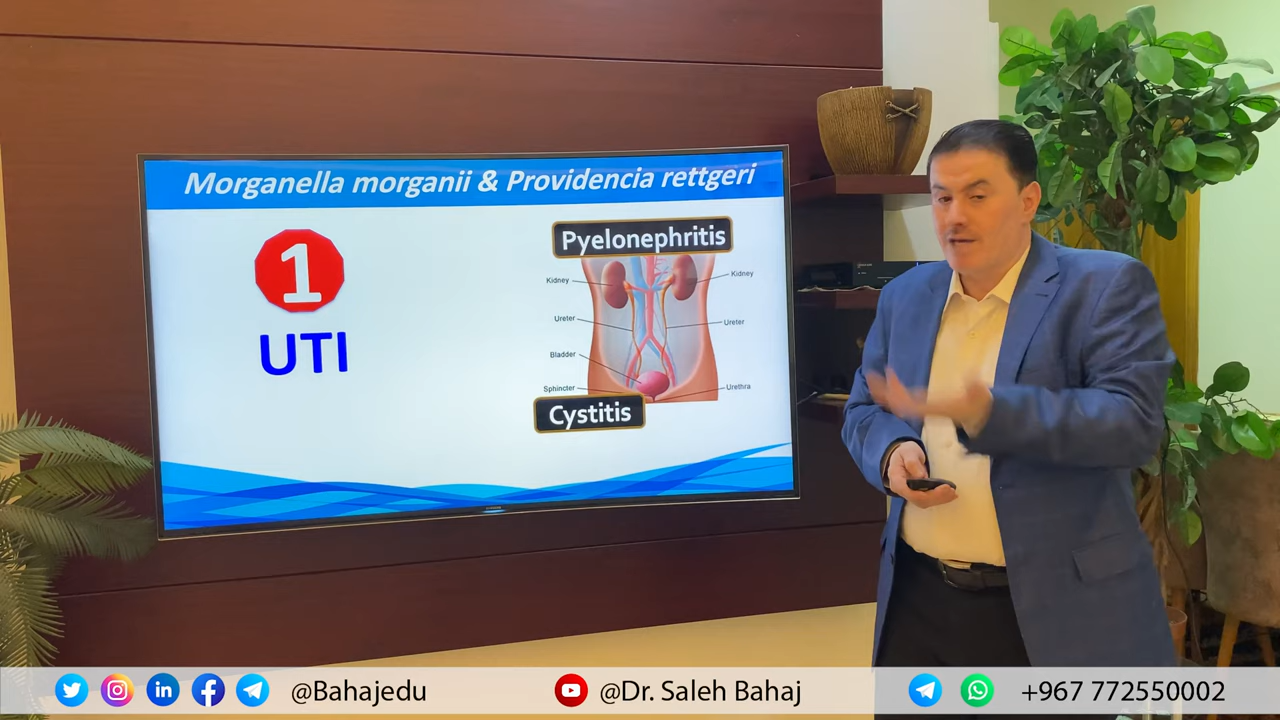 Morganella morganii & Providencia rettgeri
1
UTI
Pyelonephritis
Kidney
Kidney
Ureter
Ureter
Bladder
Sphincter
Urethra
Cystitis
@Bahajedu
@Dr. Saleh Bahaj
+967 772550002